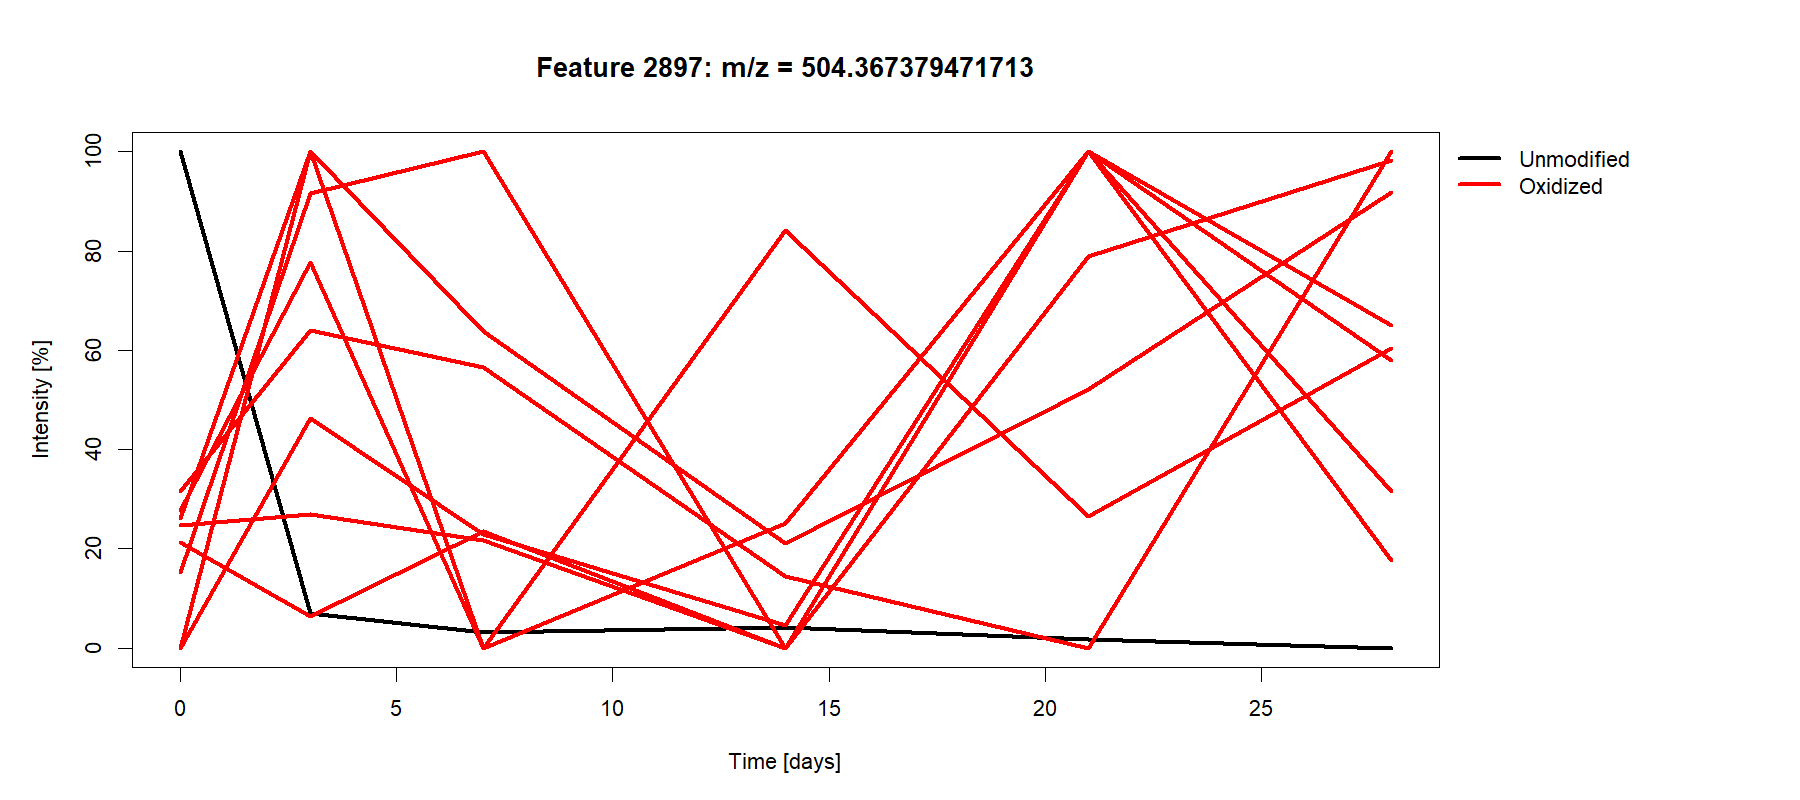 Feature 2897: m/z = 504.367379471713
Unmodified
Oxidized
Intensity [%]
100
80
60
40
20
0
0 5 10 15 20 25
Time [days]